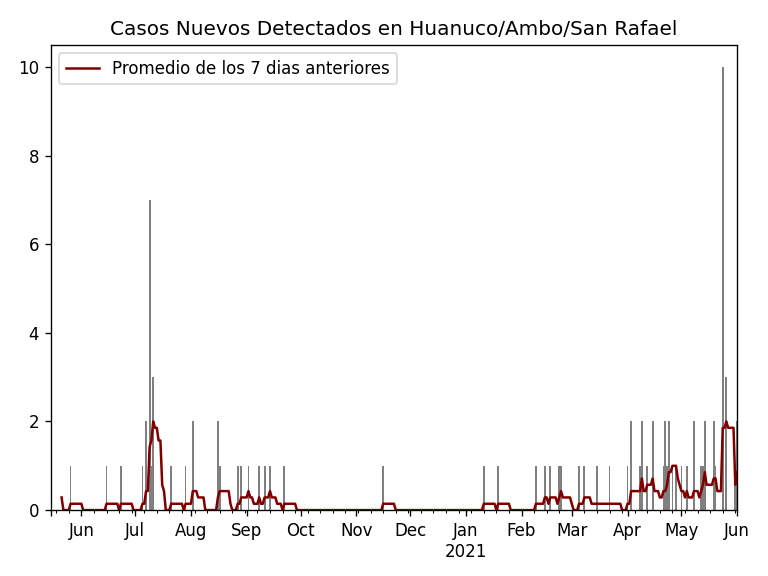 Casos Nuevos Detectados en Huanuco/Ambo/San Rafael
Promedio de los 7 dias anteriores
10
8
6
4
2
0
Jun Jul Aug Sep Oct Nov Dec Jan Feb Mar Apr May Jun
2021